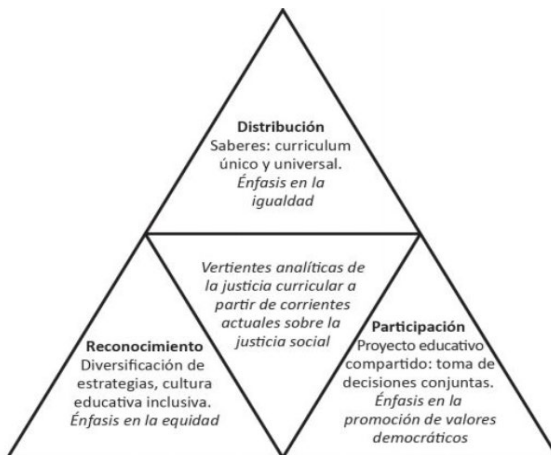 Distribución
Saberes: curriculum
único y universal.
Énfasis en la
igualdad
Vertientes analíticas de
la justicia curricular a
partir de corrientes
actuales sobre la
justicia social
Reconocimiento
Diversificación de
estrategias, cultura
educativa inclusiva.
Énfasis en la equidad
Participación
Proyecto educativo
compartido: toma de
decisiones conjuntas.
Énfasis en la
promoción de valores
democráticos